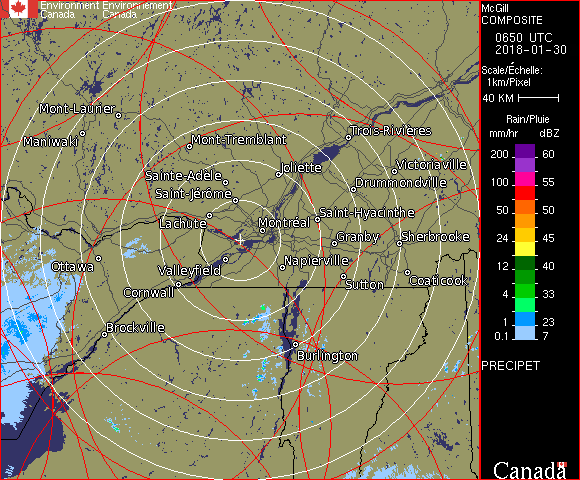 Environment Environnement
Canada Canada
McGill
COMPOSITE
0650 UTC
2018-01-30
Scale/Échelle:
1km/Pixel
40 KM
Rain/Pluie
mm/hr dBZ
200 60
155 55
100 55
50 50
24 45
12 40
4 33
1 23
0.1 7
PRECIPET
Canada
Mont-Laurier
Maniwaki
Mont-Tremblant
Trois-Rivières
Sainte-Adèle
Joliette
Victoriaville
Saint-Jérôme
Drummondville
Lachute
Montréal
Saint-Hyacinthe
Granby
Sherbrooke
Ottawa
Valleyfield
Napierville
Cornwall
Sutton
Coaticook
Brockville
Burlington